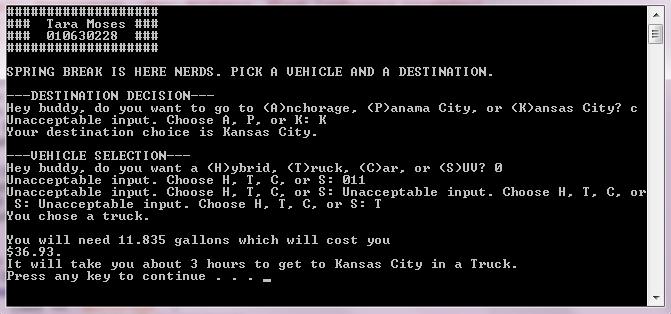 ###################
###  Tara Moses  ###
###  010630228  ###
###################
SPRING BREAK IS HERE NERDS. PICK A VEHICLE AND A DESTINATION.
---DESTINATION DECISION---
Hey buddy, do you want to go to (A)nchorage, (P)anama City, or (K)ansas City? c
Unacceptable input. Choose A, P, or K: K
Your destination choice is Kansas City.
---VEHICLE SELECTION---
Hey buddy, do you want a (H)ybrid, (T)ruck, (C)ar, or (S)UV? 0
Unacceptable input. Choose H, T, C, or S: 011
Unacceptable input. Choose H, T, C, or S: Unacceptable input. Choose H, T, C, or
 S: Unacceptable input. Choose H, T, C, or S: T
You chose a truck.
You will need 11.835 gallons which will cost you
$36.93.
It will take you about 3 hours to get to Kansas City in a Truck.
Press any key to continue . . . _